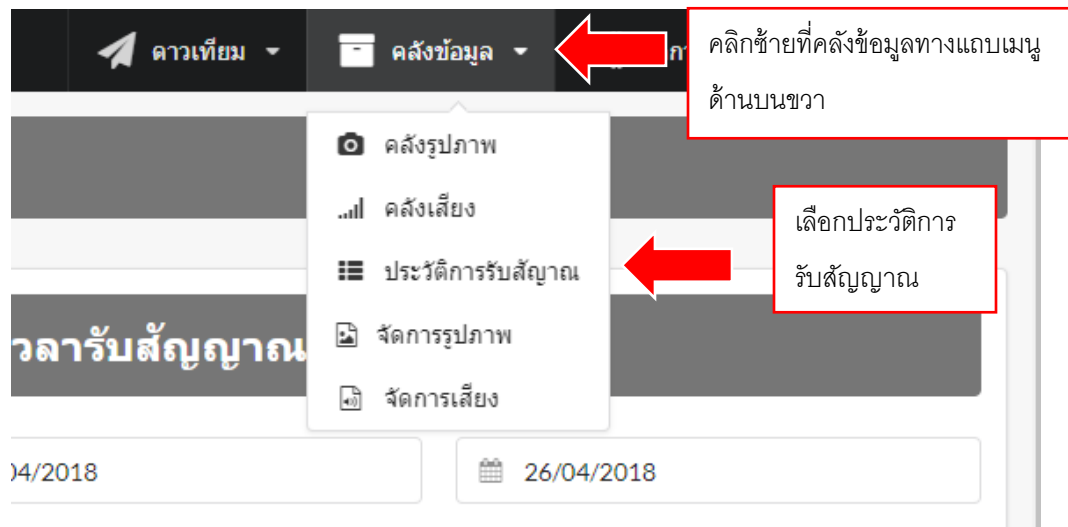 ดาวเทียม
คลังข้อมูล
คลิกซ้ายที่คลังข้อมูลทางแถบเมนู
ด้านบนขวา
คลังรูปภาพ
คลังเสียง
เลือกประวัติการ
รับสัญญาณ
ประวัติการรับสัญาณ
จัดการรูปภาพ
วลารับสัญญาณ
จัดการเสียง
04/2018
26/04/2018